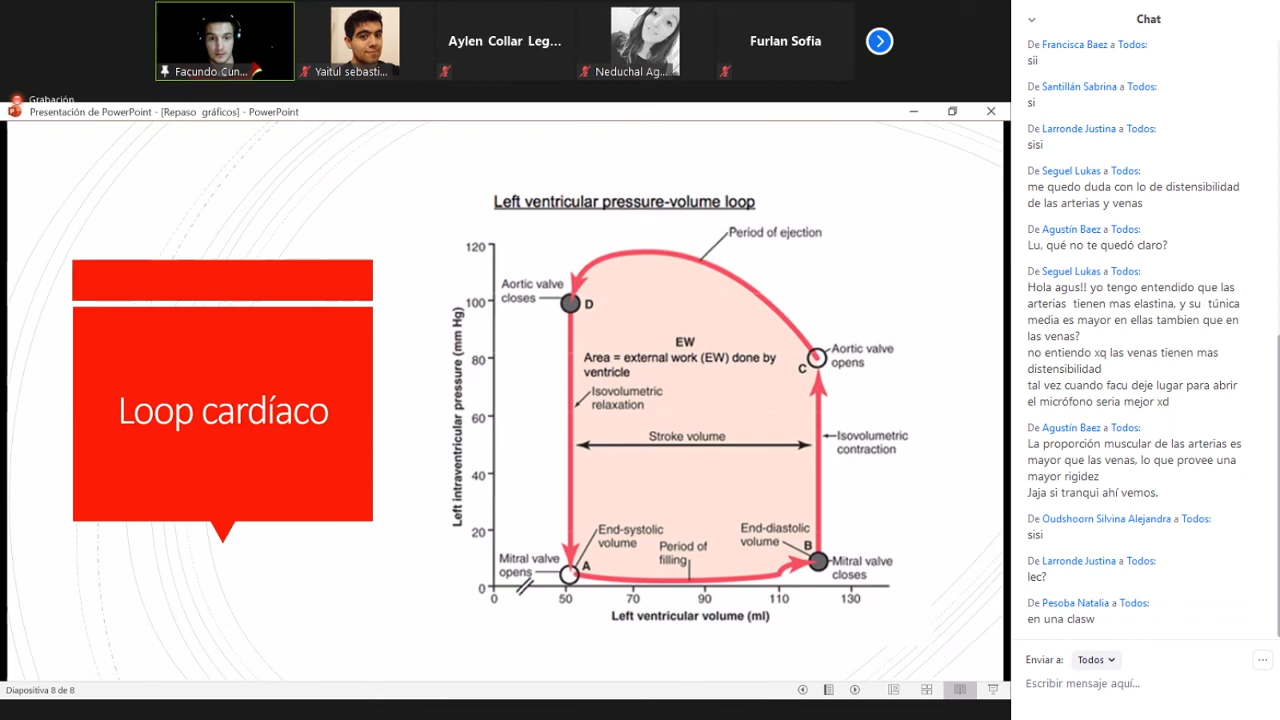 Facundo Cun...
Yaitul sebasti...
Aylen Collar Leg...
Neduchal Ag...
Furlan Sofia
Grabación
Presentación de PowerPoint - [Repaso gráficos] - PowerPoint
Loop cardíaco
Left ventricular pressure-volume loop
Period of ejection
120
Aortic valve
closes
D
100
EW
Area = external work (EW) done by
ventricle
Aortic valve
opens
C
80
Isovolumetric
relaxation
60
Stroke volume
Isovolumetric
contraction
40
Left intraventricular pressure (mm Hg)
20
End-systolic
volume
End-diastolic
volume
B
Period of
filling
Mitral valve
opens
A
Mitral valve
closes
0
0
50
70
90
110
130
Left ventricular volume (ml)
Diapositiva 8 de 8
Chat
De Francisca Baez a Todos:
sii
De Santillán Sabrina a Todos:
si
De Larronde Justina a Todos:
sisi
De Seguel Lukas a Todos:
me quedo duda con lo de distensibilidad
de las arterias y venas
De Agustín Baez a Todos:
Lu, qué no te quedó claro?
De Seguel Lukas a Todos:
Hola agus!! yo tengo entendido que las
arterias tienen mas elastina, y su túnica
media es mayor en ellas tambien que en
las venas?
no entiendo xq las venas tienen mas
distensibilidad
tal vez cuando facu deje lugar para abrir
el micrófono seria mejor xd
De Agustín Baez a Todos:
La proporción muscular de las arterias es
mayor que las venas, lo que provee una
mayor rigidez
Jaja si tranqui ahí vemos.
De Oudshoorn Silvina Alejandra a Todos:
sisi
De Larronde Justina a Todos:
lec?
De Pesoba Natalia a Todos:
en una clasw
Enviar a: Todos
Escribir mensaje aquí...